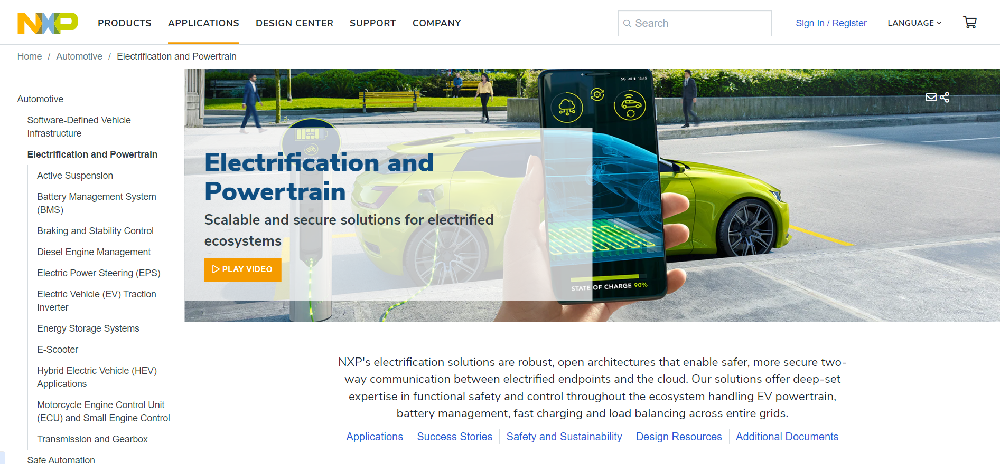 NXP
PRODUCTS
APPLICATIONS
DESIGN CENTER
SUPPORT
COMPANY
Search
Sign In / Register
LANGUAGE
Home / Automotive / Electrification and Powertrain
Automotive
Software-Defined Vehicle
Infrastructure
Electrification and Powertrain
Active Suspension
Battery Management System
(BMS)
Braking and Stability Control
Diesel Engine Management
Electric Power Steering (EPS)
Electric Vehicle (EV) Traction
Inverter
Energy Storage Systems
E-Scooter
Hybrid Electric Vehicle (HEV)
Applications
Motorcycle Engine Control Unit
(ECU) and Small Engine Control
Transmission and Gearbox
Safe Automation
5G 13:45
90%
Electrification and
Powertrain
Scalable and secure solutions for electrified
ecosystems
PLAY VIDEO
STATE OF CHARGE 90%
NXP's electrification solutions are robust, open architectures that enable safer, more secure two-
way communication between electrified endpoints and the cloud. Our solutions offer deep-set
expertise in functional safety and control throughout the ecosystem handling EV powertrain,
battery management, fast charging and load balancing across entire grids.
Applications
Success Stories
Safety and Sustainability
Design Resources
Additional Documents